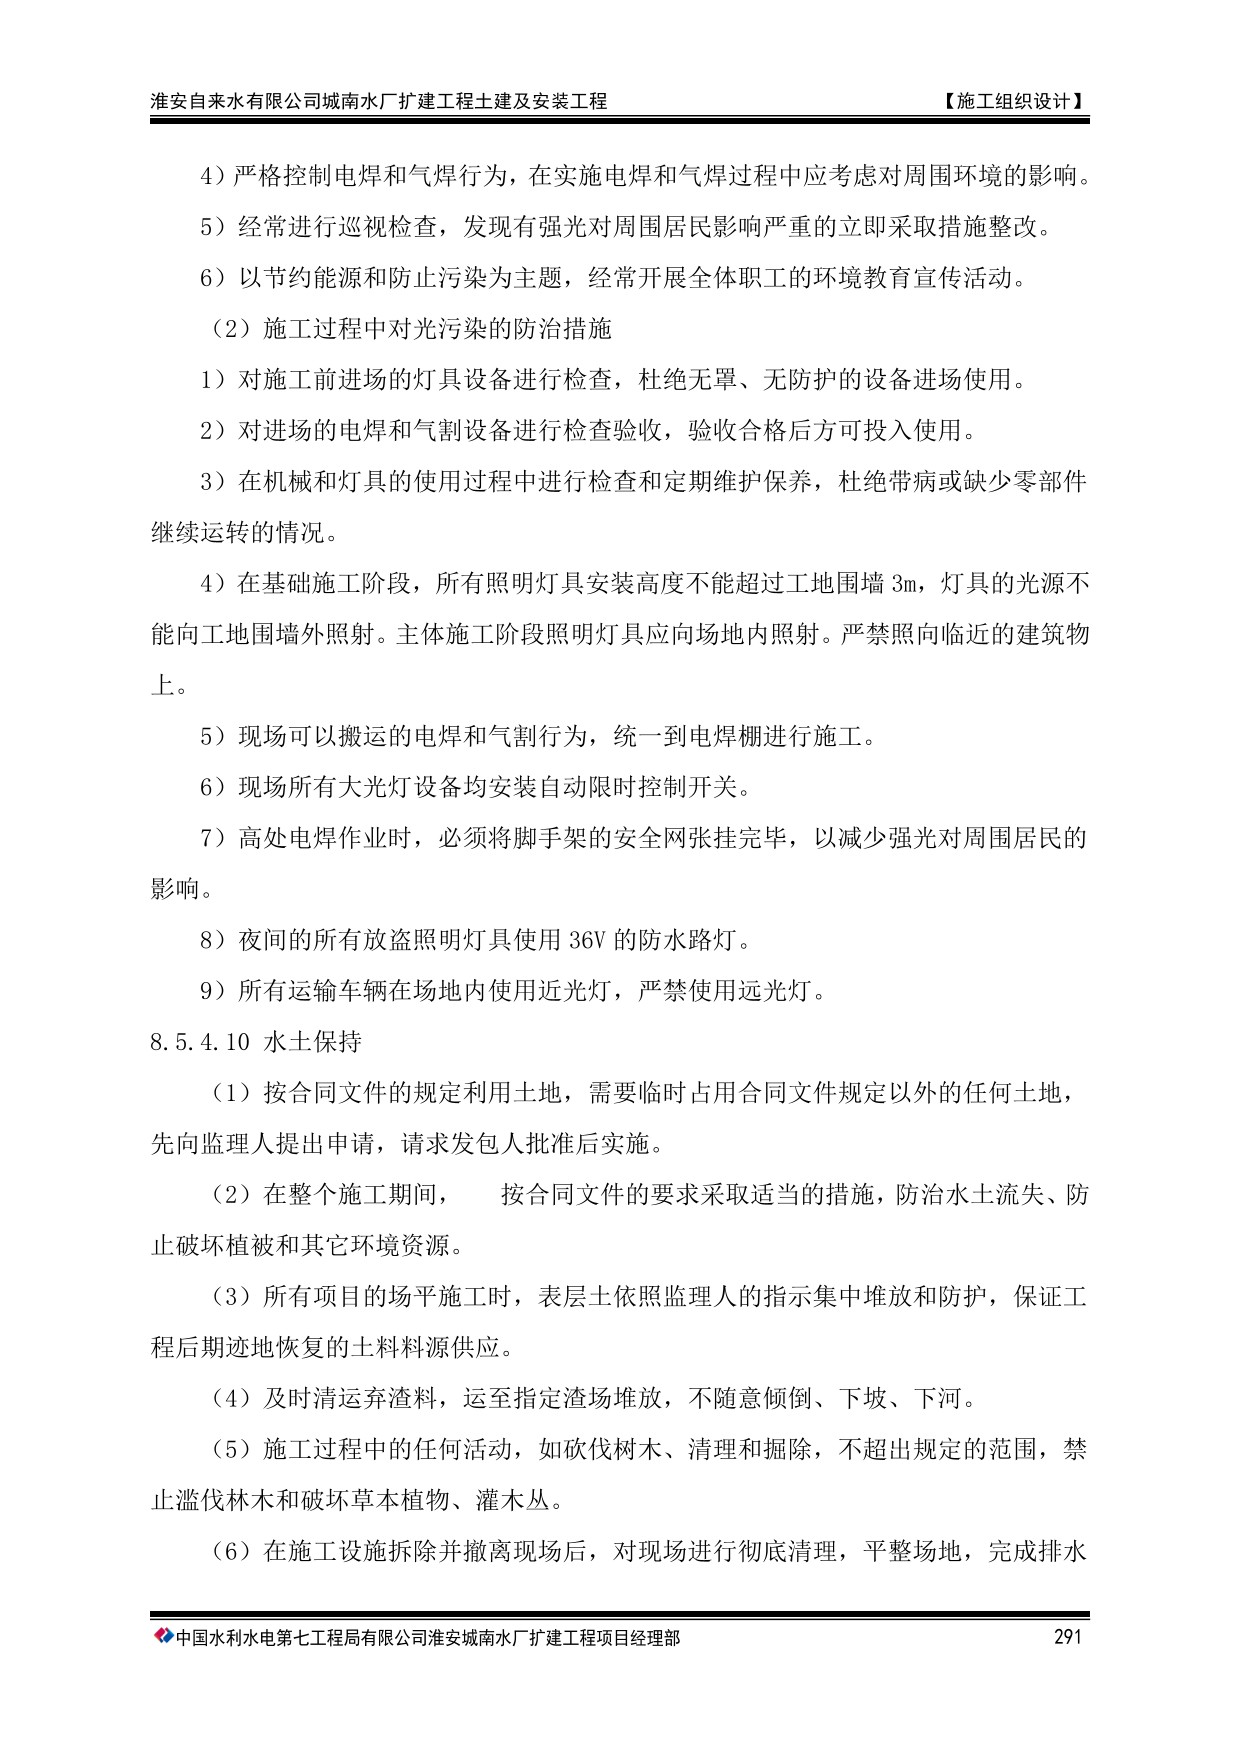 淮安自来水有限公司城南水厂扩建工程土建及安装工程 【施工组织设计】
4）严格控制电焊和气焊行为，在实施电焊和气焊过程中应考虑对周围环境的影响。
5）经常进行巡视检查，发现有强光对周围居民影响严重的立即采取措施整改。
6）以节约能源和防止污染为主题，经常开展全体职工的环境教育宣传活动。
（2）施工过程中对光污染的防治措施
1）对施工前进场的灯具设备进行检查，杜绝无罩、无防护的设备进场使用。
2）对进场的电焊和气割设备进行检查验收，验收合格后方可投入使用。
3）在机械和灯具的使用过程中进行检查和定期维护保养，杜绝带病或缺少零部件
继续运转的情况。
4）在基础施工阶段，所有照明灯具安装高度不能超过工地围墙 3m，灯具的光源不
能向工地围墙外照射。主体施工阶段照明灯具应向场地内照射。严禁照向临近的建筑物
上。
5）现场可以搬运的电焊和气割行为，统一到电焊棚进行施工。
6）现场所有大光灯设备均安装自动限时控制开关。
7）高处电焊作业时，必须将脚手架的安全网张挂完毕，以减少强光对周围居民的
影响。
8）夜间的所有放盗照明灯具使用 36V 的防水路灯。
9）所有运输车辆在场地内使用近光灯，严禁使用远光灯。
8.5.4.10 水土保持
（1）按合同文件的规定利用土地，需要临时占用合同文件规定以外的任何土地，
先向监理人提出申请，请求发包人批准后实施。
（2）在整个施工期间， 按合同文件的要求采取适当的措施，防治水土流失、防
止破坏植被和其它环境资源。
（3）所有项目的场平施工时，表层土依照监理人的指示集中堆放和防护，保证工
程后期迹地恢复的土料料源供应。
（4）及时清运弃渣料，运至指定渣场堆放，不随意倾倒、下坡、下河。
（5）施工过程中的任何活动，如砍伐树木、清理和掘除，不超出规定的范围，禁
止滥伐林木和破坏草本植物、灌木丛。
（6）在施工设施拆除并撤离现场后，对现场进行彻底清理，平整场地，完成排水
中国水利水电第七工程局有限公司淮安城南水厂扩建工程项目经理部 291